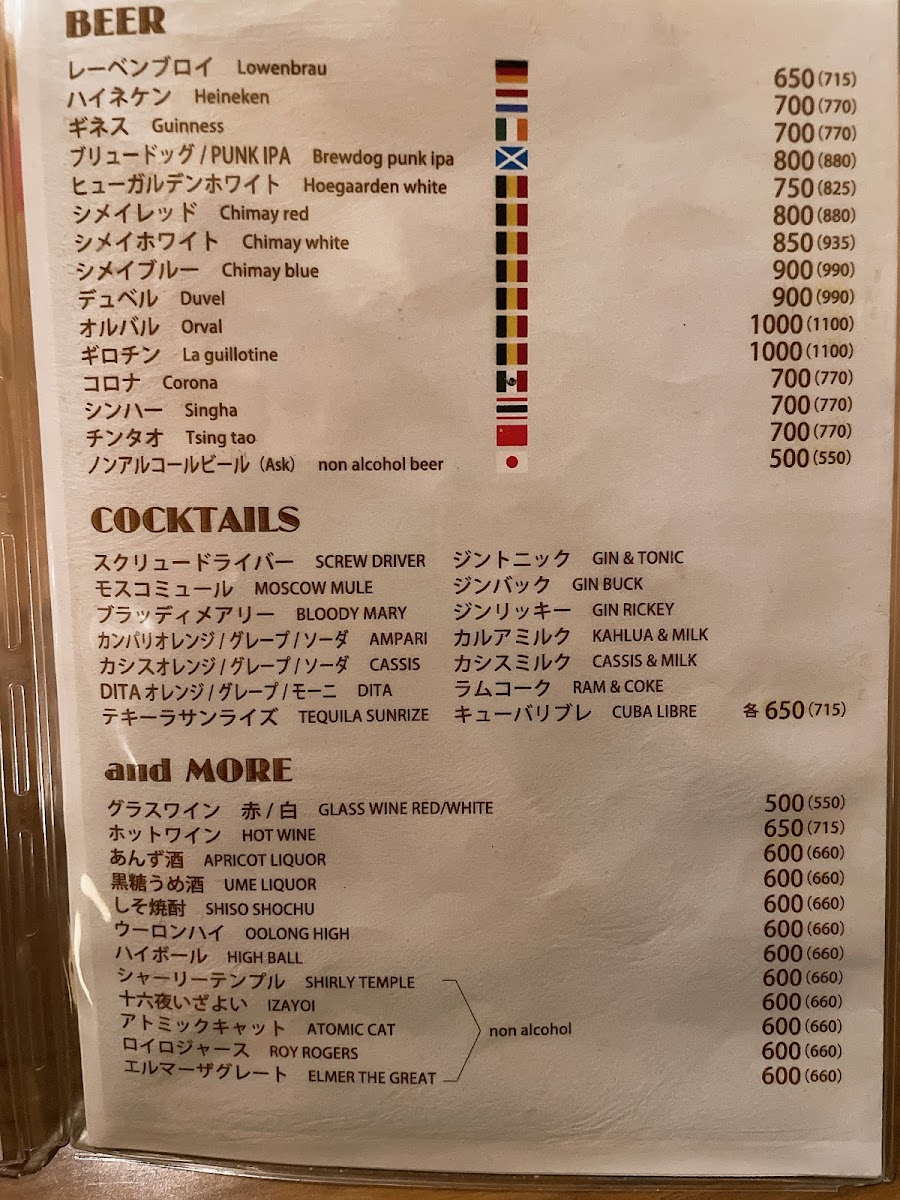 BEER
レーベンブロイ Lowenbrau 650(715)
ハイネケン Heineken 700(770)
ギネス Guinness 700(770)
ブリュードッグ / PUNK IPA Brewdog punk ipa 800(880)
ヒューガルデンホワイト Hoegaarden white 750(825)
シメイレッド Chimay red 800(880)
シメイホワイト Chimay white 850(935)
シメイブルー Chimay blue 900(990)
デュベル Duvel 900(990)
オルバル Orval 1000(1100)
ギロチン La guillotine 1000(1100)
コロナ Corona 700(770)
シンハー Singha 700(770)
チンタオ Tsing tao 700(770)
ノンアルコールビール（Ask） non alcohol beer 500(550)
COCKTAILS
スクリュードライバー SCREW DRIVER ジントニック GIN & TONIC
モスコミュール MOSCOW MULE ジンバック GIN BUCK
ブラッディメアリー BLOODY MARY ジンリッキー GIN RICKEY
カンパリオレンジ / グレープ / ソーダ AMPARI カルアミルク KAHLUA & MILK
カシスオレンジ / グレープ / ソーダ CASSIS カシスミルク CASSIS & MILK
DITA オレンジ / グレープ / モーニ DITA ラムコーク RAM & COKE
テキーラサンライズ TEQUILA SUNRIZE キューバリブレ CUBA LIBRE 各 650(715)
and MORE
グラスワイン 赤 / 白 GLASS WINE RED/WHITE 500(550)
ホットワイン HOT WINE 650(715)
あんず酒 APRICOT LIQUOR 600(660)
黒糖うめ酒 UME LIQUOR 600(660)
しそ焼酎 SHISO SHOCHU 600(660)
ウーロンハイ OOLONG HIGH 600(660)
ハイボール HIGH BALL 600(660)
シャーリーテンプル SHIRLY TEMPLE 600(660)
十六夜いざよい IZAYOI 600(660)
アトミックキャット ATOMIC CAT non alcohol 600(660)
ロイロジャース ROY ROGERS 600(660)
エルマーザグレート ELMER THE GREAT 600(660)